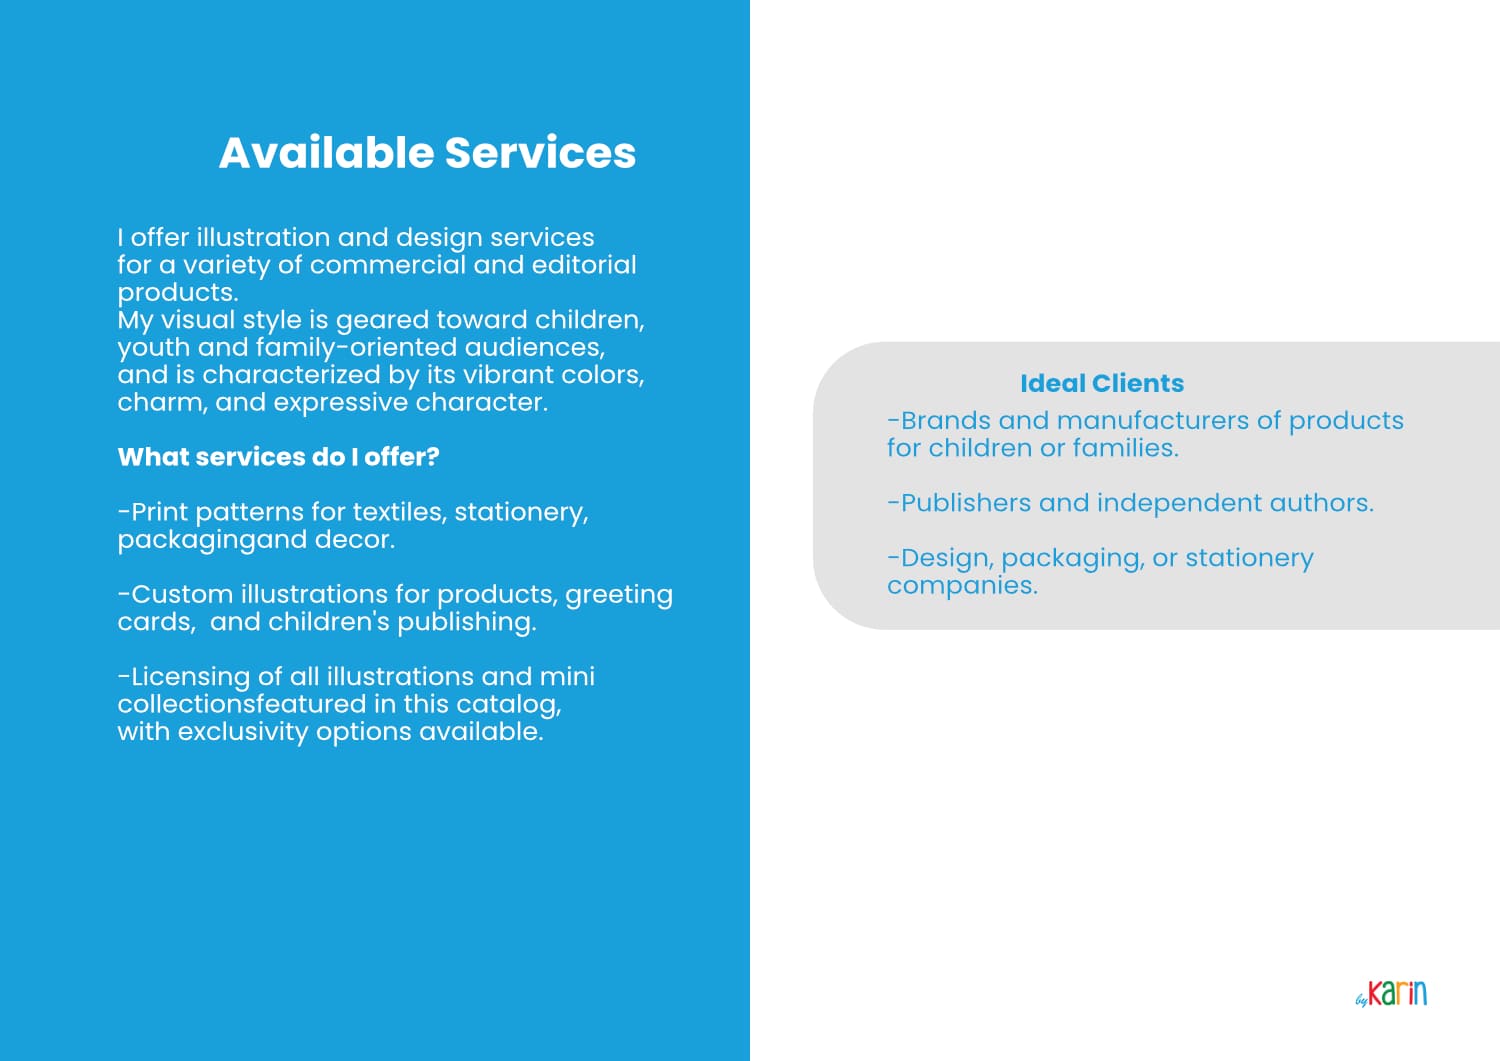 Available Services
I offer illustration and design services
for a variety of commercial and editorial
products.
My visual style is geared toward children,
youth and family-oriented audiences,
and is characterized by its vibrant colors,
charm, and expressive character.
What services do I offer?
-Print patterns for textiles, stationery,
packagingand decor.
-Custom illustrations for products, greeting
cards,  and children's publishing.
-Licensing of all illustrations and mini
collectionsfeatured in this catalog,
with exclusivity options available.
Ideal Clients
-Brands and manufacturers of products
for children or families.
-Publishers and independent authors.
-Design, packaging, or stationery
companies.
by Karin